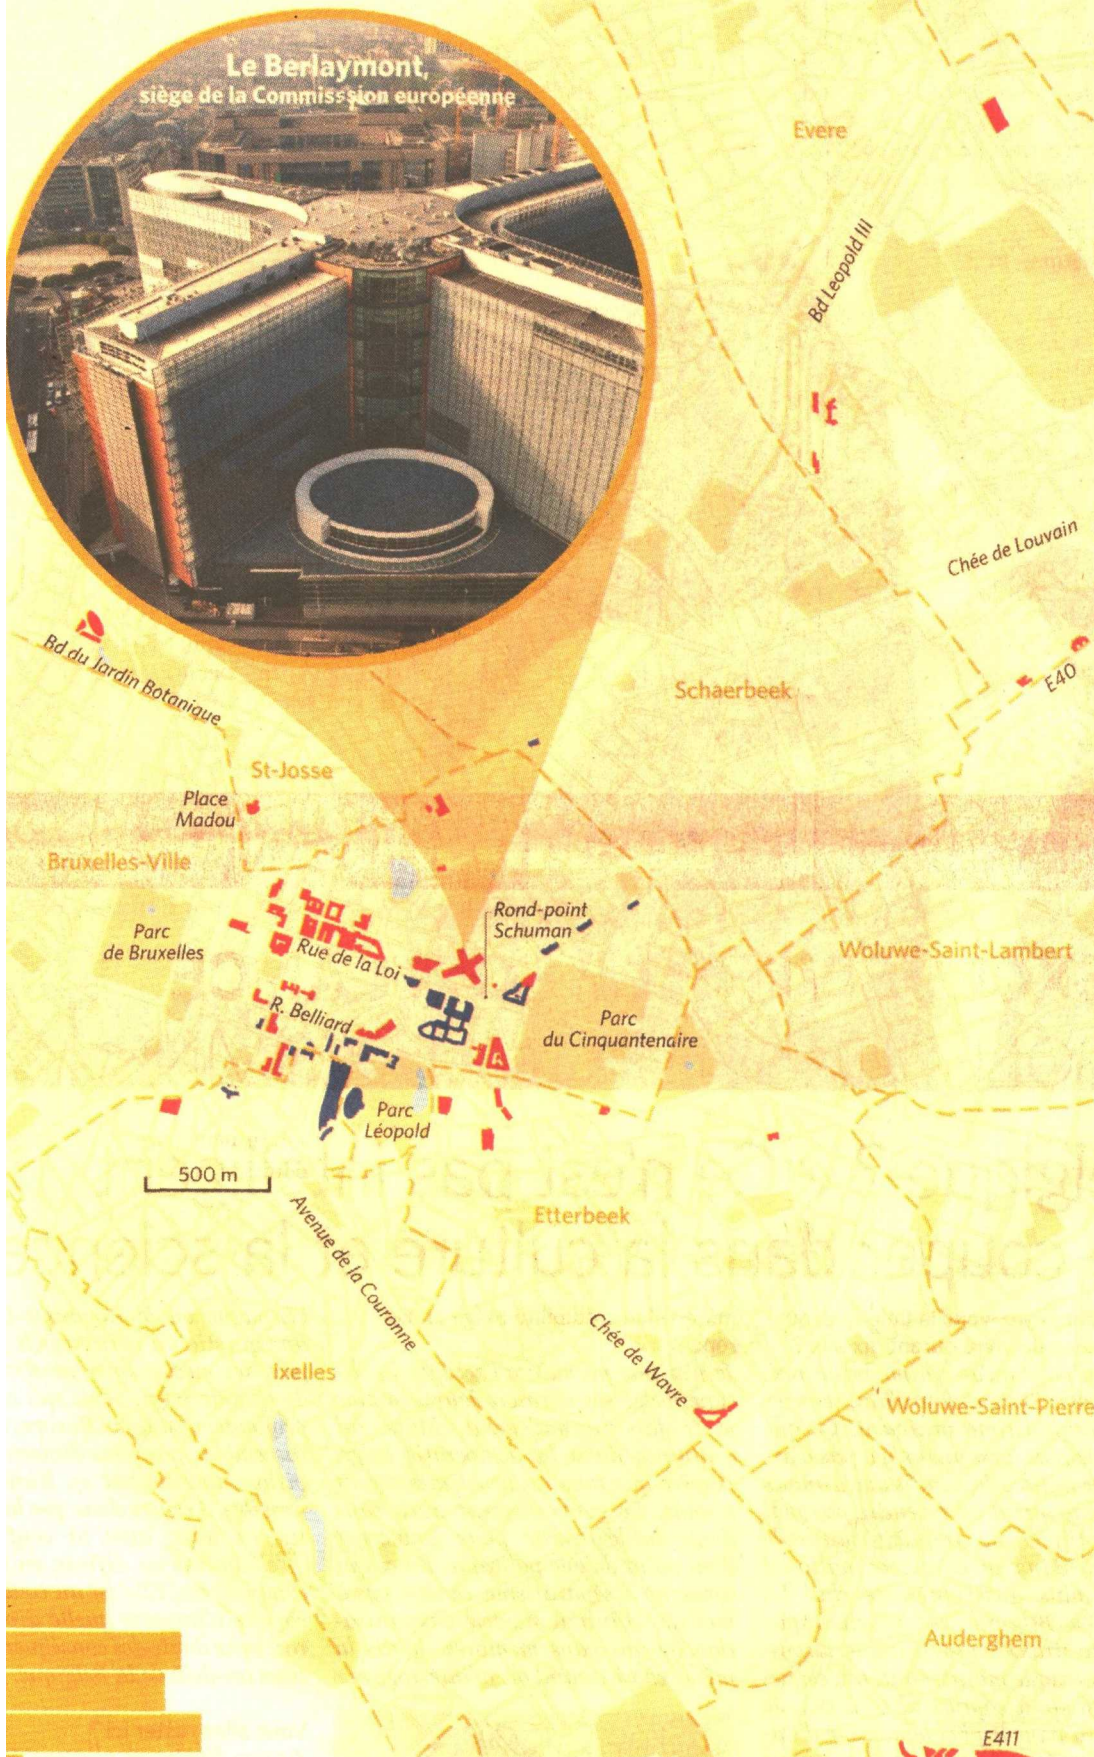 Le Berlaymont,
siège de la Commission européenne
Evere
Bd Leopold III
Chée de Louvain
E40
Bd du Jardin Botanique
Schaerbeek
St-Josse
Place
Madou
Bruxelles-Ville
Rond-point
Schuman
Parc
de Bruxelles
Rue de la Loi
Woluwe-Saint-Lambert
R. Belliard
Parc
du Cinquantenaire
Parc
Léopold
500 m
Etterbeek
Avenue de la Couronne
Chée de Wavre
Ixelles
Woluwe-Saint-Pierre
Auderghem
E411